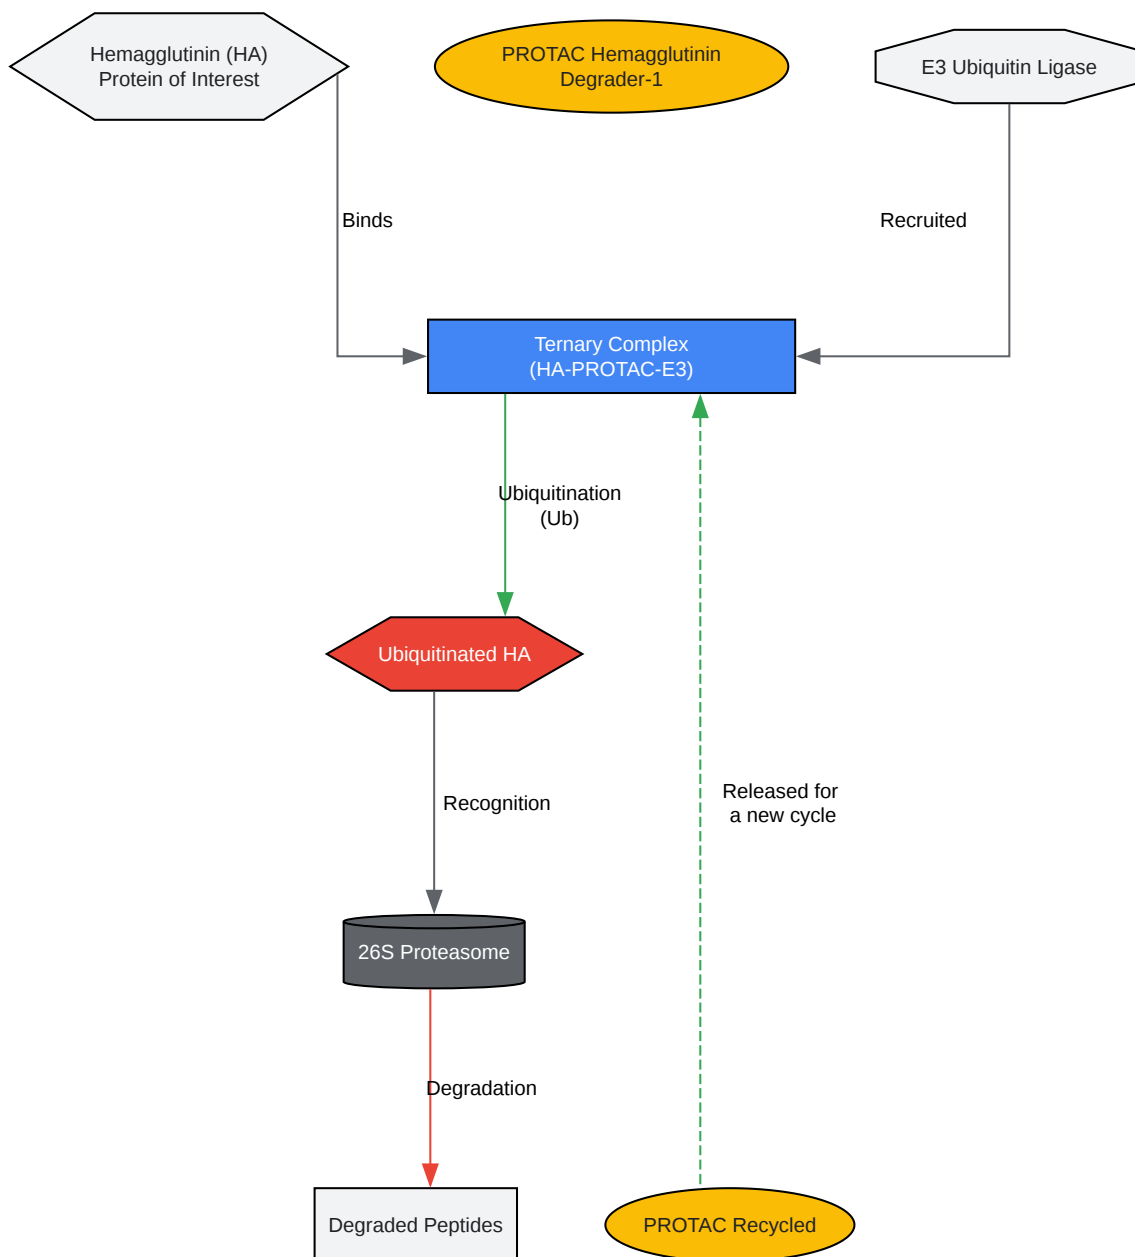 Hemagglutinin (HA)
Protein of Interest
PROTAC Hemagglutinin
Degrader-1
E3 Ubiquitin Ligase
Binds
Recruited
Ternary Complex
(HA-PROTAC-E3)
Ubiquitination
(Ub)
Ubiquitinated HA
Recognition
Released for
a new cycle
26S Proteasome
Degradation
Degraded Peptides
PROTAC Recycled